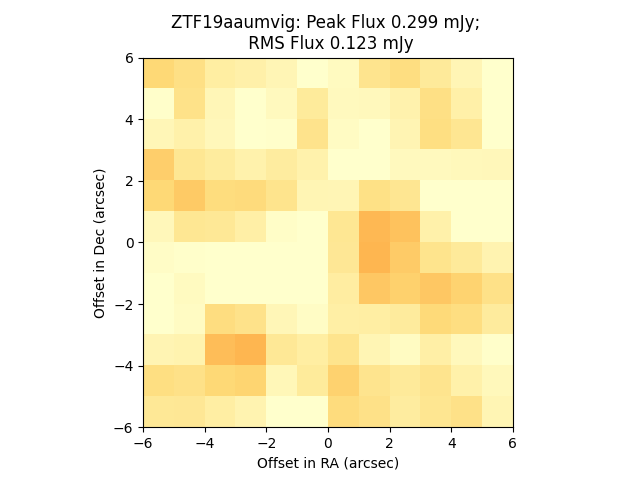 ZTF19aaumvig: Peak Flux 0.299 mJy;
RMS Flux 0.123 mJy
6
4
2
0
−2
−4
−6
Offset in Dec (arcsec)
−6 −4 −2 0 2 4 6
Offset in RA (arcsec)